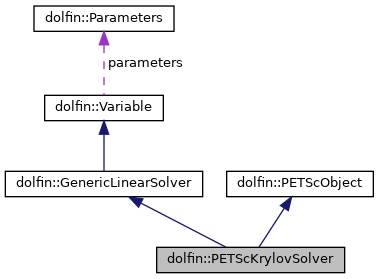 dolfin::Parameters
parameters
dolfin::Variable
dolfin::GenericLinearSolver
dolfin::PETScObject
dolfin::PETScKrylovSolver